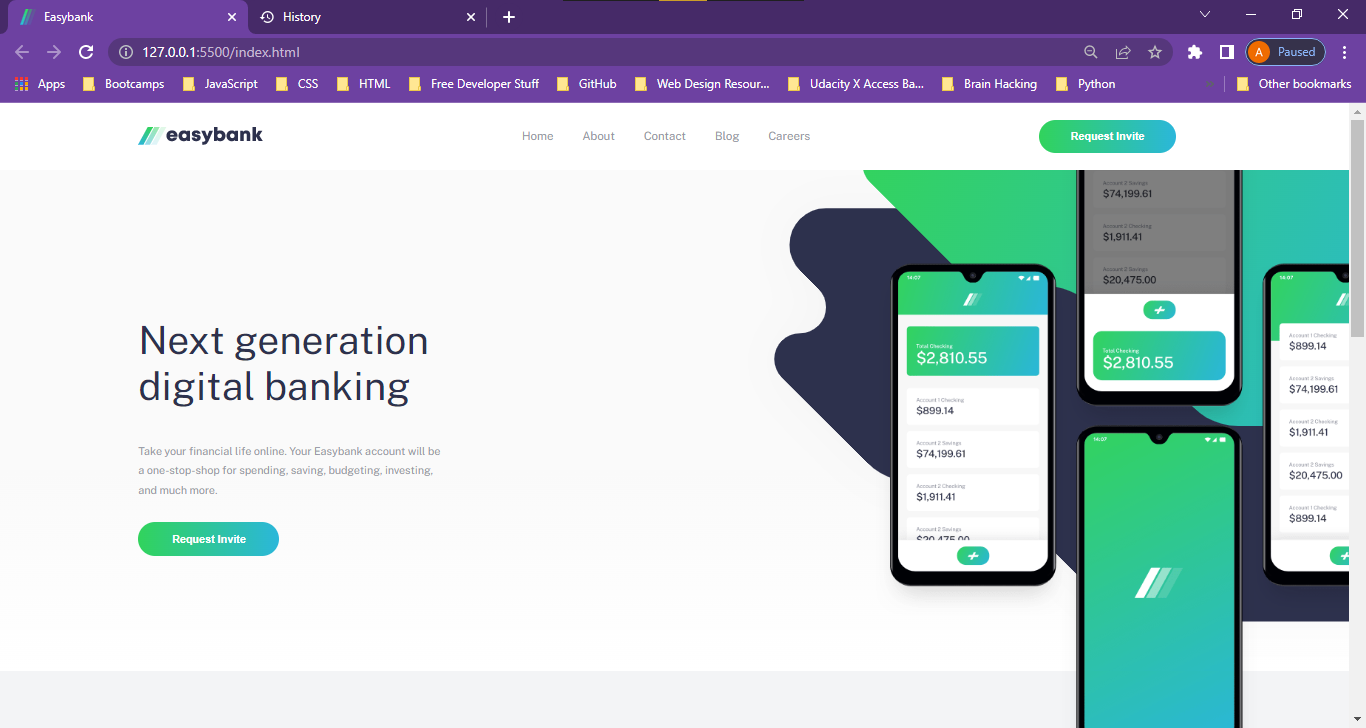 Easybank
History
127.0.0.1:5500/index.html
A Paused
Apps
Bootcamps
JavaScript
CSS
HTML
Free Developer Stuff
GitHub
Web Design Resour...
Udacity X Access Ba...
Brain Hacking
Python
Other bookmarks
easybank
Home
About
Contact
Blog
Careers
Request Invite
Next generation
digital banking
Take your financial life online. Your Easybank account will be
a one-stop-shop for spending, saving, budgeting, investing,
and much more.
Request Invite
14:07
Total Checking
$2,810.55
Account 1 Checking
$899.14
Account 2 Savings
$74,199.61
Account 2 Checking
$1,911.41
Account 2 Savings
$20,475.00
Account 2 Savings
$74,199.61
Account 2 Checking
$1,911.41
Account 2 Savings
$20,475.00
Total Checking
$2,810.55
14:07
14:07
Account 1 Checking
$899.14
Account 2 Savings
$74,199.61
Account 2 Checking
$1,911.41
Account 2 Savings
$20,475.00
Account 1 Checking
$899.14